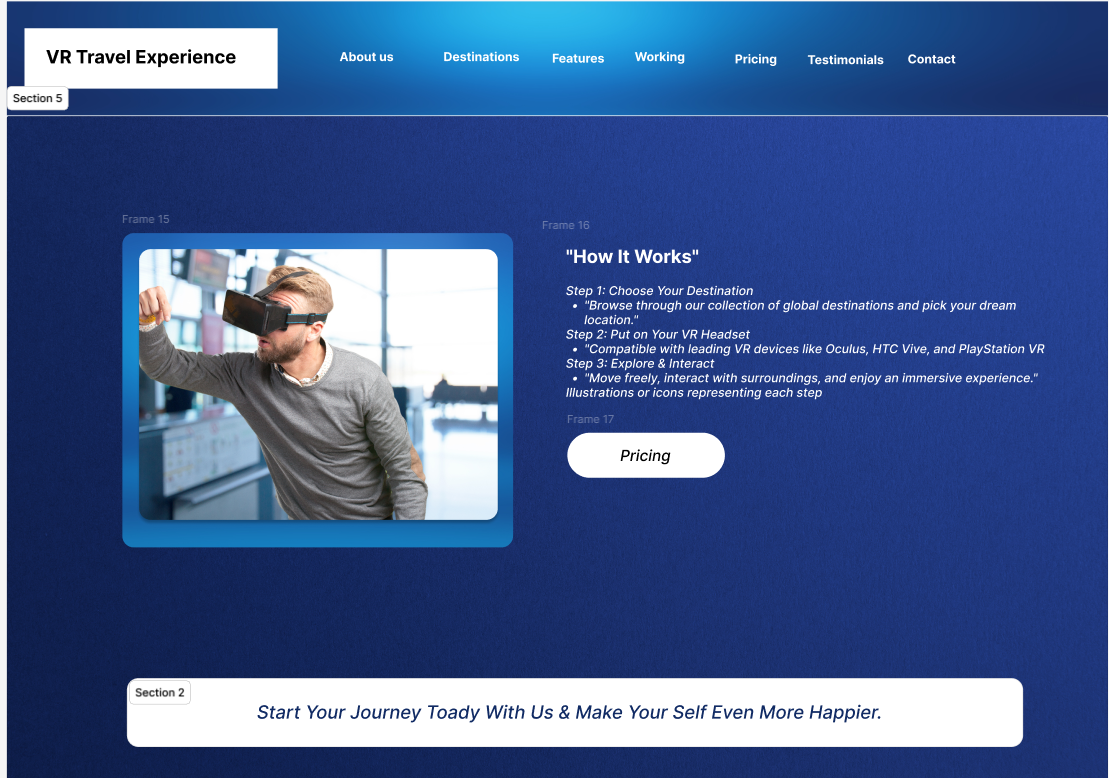 VR Travel Experience
About us
Destinations
Features
Working
Pricing
Testimonials
Contact
Section 5
Frame 15
Frame 16
"How It Works"
Step 1: Choose Your Destination
• "Browse through our collection of global destinations and pick your dream
location."
Step 2: Put on Your VR Headset
• "Compatible with leading VR devices like Oculus, HTC Vive, and PlayStation VR
Step 3: Explore & Interact
• "Move freely, interact with surroundings, and enjoy an immersive experience."
Illustrations or icons representing each step
Frame 17
Pricing
Section 2
Start Your Journey Toady With Us & Make Your Self Even More Happier.